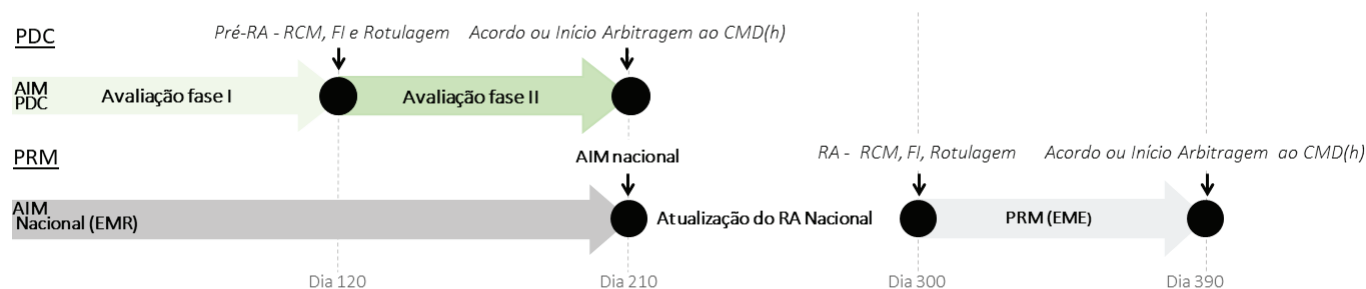 PDC
Pré-RA - RCM, FI e Rotulagem
Acordo ou Início Arbitragem ao CMD(h)
AIM
PDC
Avaliação fase I
Avaliação fase II
PRM
AIM nacional
RA - RCM, FI, Rotulagem
Acordo ou Início Arbitragem ao CMD(h)
AIM
Nacional (EMR)
Atualização do RA Nacional
PRM (EME)
Dia 120
Dia 210
Dia 300
Dia 390